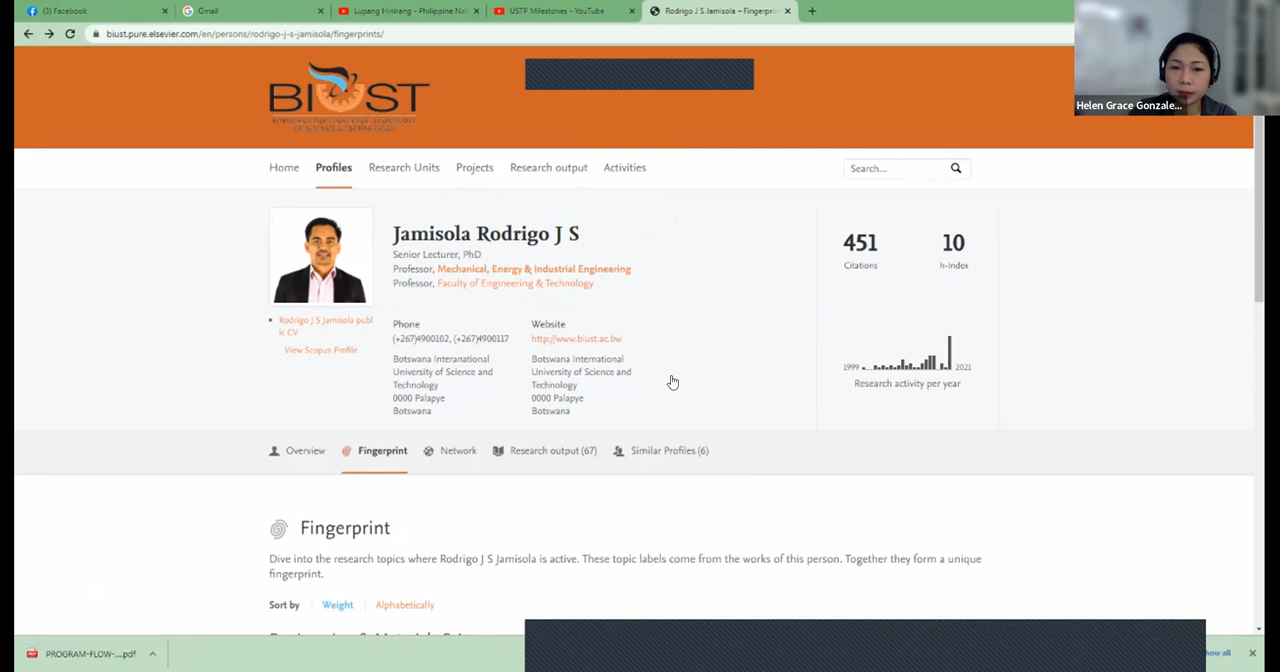 (3) Facebook
Gmail
Lupang Hinirang - Philippine Na
USTP Milestones - YouTube
Rodrigo J S Jamisola – Fingerprin
biust.pure.elsevier.com/en/persons/rodrigo-j-s-jamisola/fingerprints/
Helen Grace Gonzale...
BIUST
Home Profiles Research Units Projects Research output Activities
Search...
Jamisola Rodrigo J S
Senior Lecturer, PhD
Professor, Mechanical, Energy & Industrial Engineering
Professor, Faculty of Engineering & Technology
451
Citations
10
h-Index
Rodrigo J S Jamisola publ
ic CV
View Scopus Profile
Phone
(+267)4900102, (+267)4900117
Botswana Interanational
University of Science and
Technology
0000 Palapye
Botswana
Website
http://www.biust.ac.bw
Botswana International
University of Science and
Technology
0000 Palapye
Botswana
1999 2021
Research activity per year
Overview Fingerprint Network Research output (67) Similar Profiles (6)
Fingerprint
Dive into the research topics where Rodrigo J S Jamisola is active. These topic labels come from the works of this person. Together they form a unique
fingerprint.
Sort by Weight Alphabetically
PROGRAM-FLOW-....pdf
how all